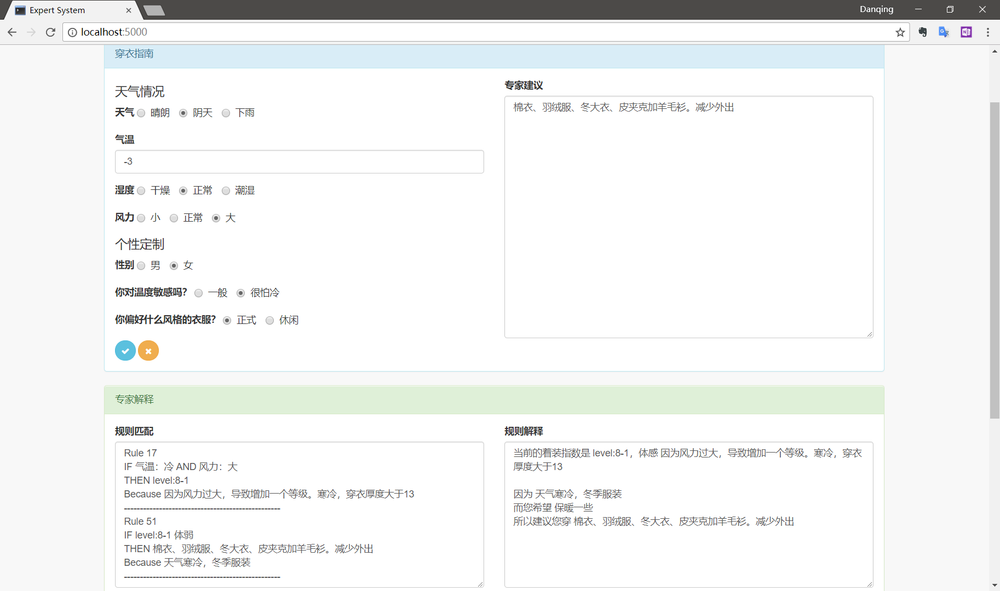 Expert System
Danqing
localhost:5000
穿衣指南
天气情况
天气 晴朗 阴天 下雨
气温
-3
湿度 干燥 正常 潮湿
风力 小 正常 大
个性定制
性别 男 女
你对温度敏感吗？ 一般 很怕冷
你偏好什么风格的衣服？ 正式 休闲
专家建议
棉衣、羽绒服、冬大衣、皮夹克加羊毛衫。减少外出
专家解释
规则匹配
Rule 17
IF 气温：冷 AND 风力：大
THEN level:8-1
Because 因为风力过大，导致增加一个等级。寒冷，穿衣厚度大于13
-------------------------------------------------
Rule 51
IF level:8-1 体弱
THEN 棉衣、羽绒服、冬大衣、皮夹克加羊毛衫。减少外出
Because 天气寒冷，冬季服装
-------------------------------------------------
规则解释
当前的着装指数是 level:8-1，体感 因为风力过大，导致增加一个等级。寒冷，穿衣
厚度大于13
因为 天气寒冷，冬季服装
而您希望 保暖一些
所以建议您穿 棉衣、羽绒服、冬大衣、皮夹克加羊毛衫。减少外出